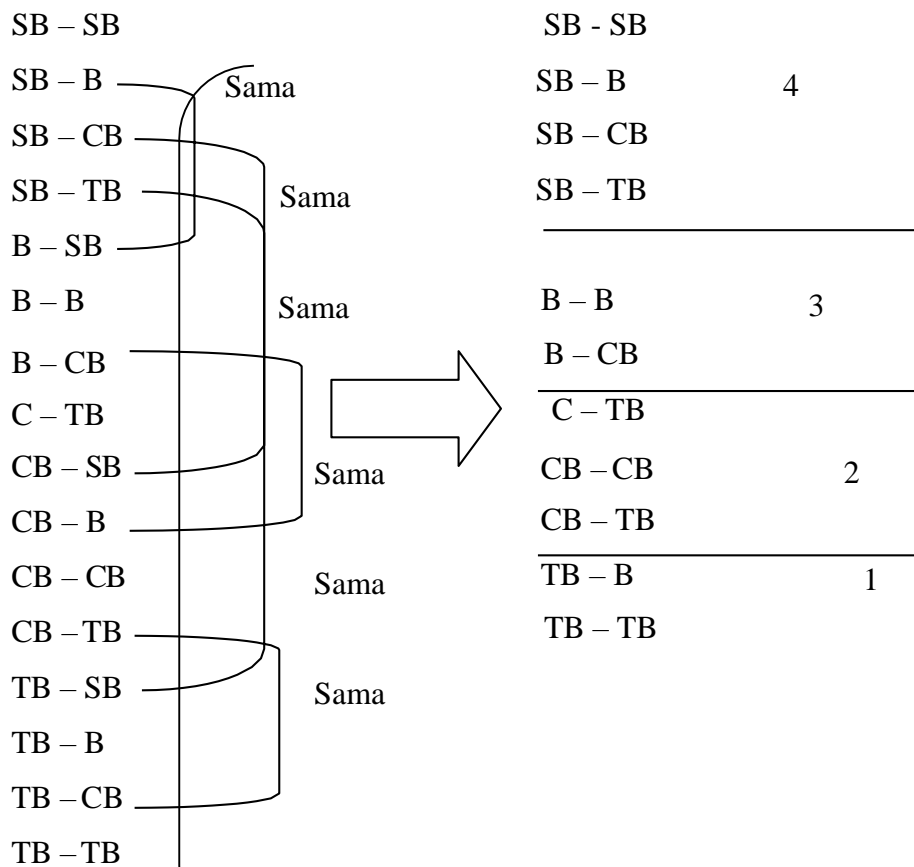 SB – SB
SB – B
Sama
SB – CB
SB – TB
Sama
B – SB
B – B
Sama
B – CB
C – TB
CB – SB
Sama
CB – B
CB – CB
Sama
CB – TB
TB – SB
Sama
TB – B
TB – CB
TB – TB
SB - SB
SB – B 4
SB – CB
SB – TB
B – B 3
B – CB
C – TB
CB – CB 2
CB – TB
TB – B 1
TB – TB